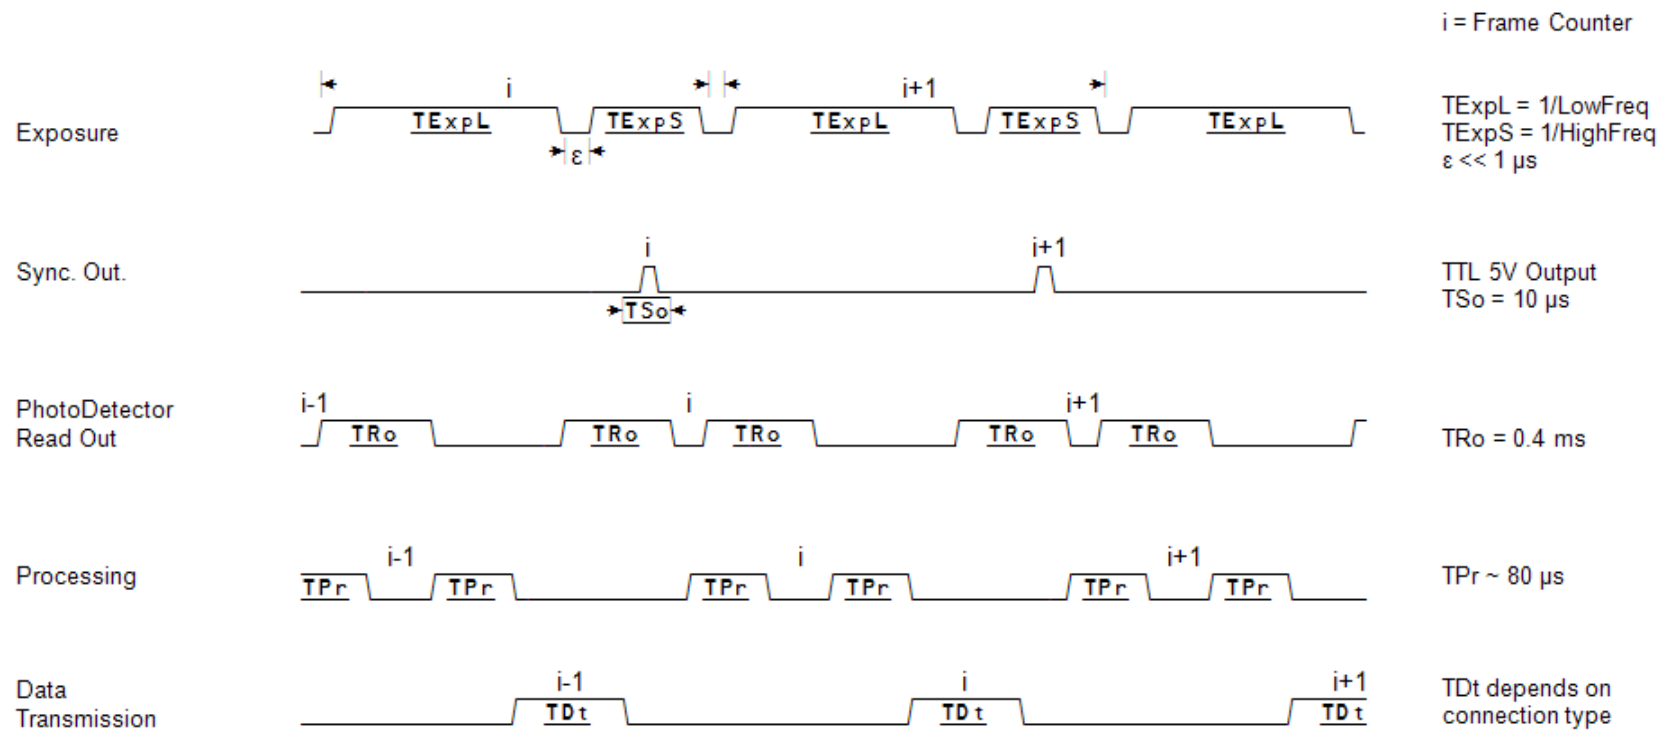 i = Frame Counter
i
i+1
Exposure
TExpL
TExpS
TExpL
TExpS
TExpL
ε
TExpL = 1/LowFreq
TExpS = 1/HighFreq
ε << 1 µs
i
i+1
Sync. Out.
TSo
TTL 5V Output
TSo = 10 µs
i-1
i
i+1
PhotoDetector
Read Out
TRo
TRo
TRo
TRo
TRo
TRo = 0.4 ms
i-1
i
i+1
Processing
TPr
TPr
TPr
TPr
TPr
TPr
TPr ~ 80 µs
i-1
i
i+1
Data
Transmission
TDt
TDt
TDt
TDt depends on
connection type